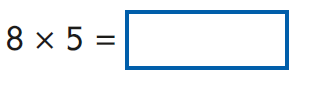 8 × 5 =